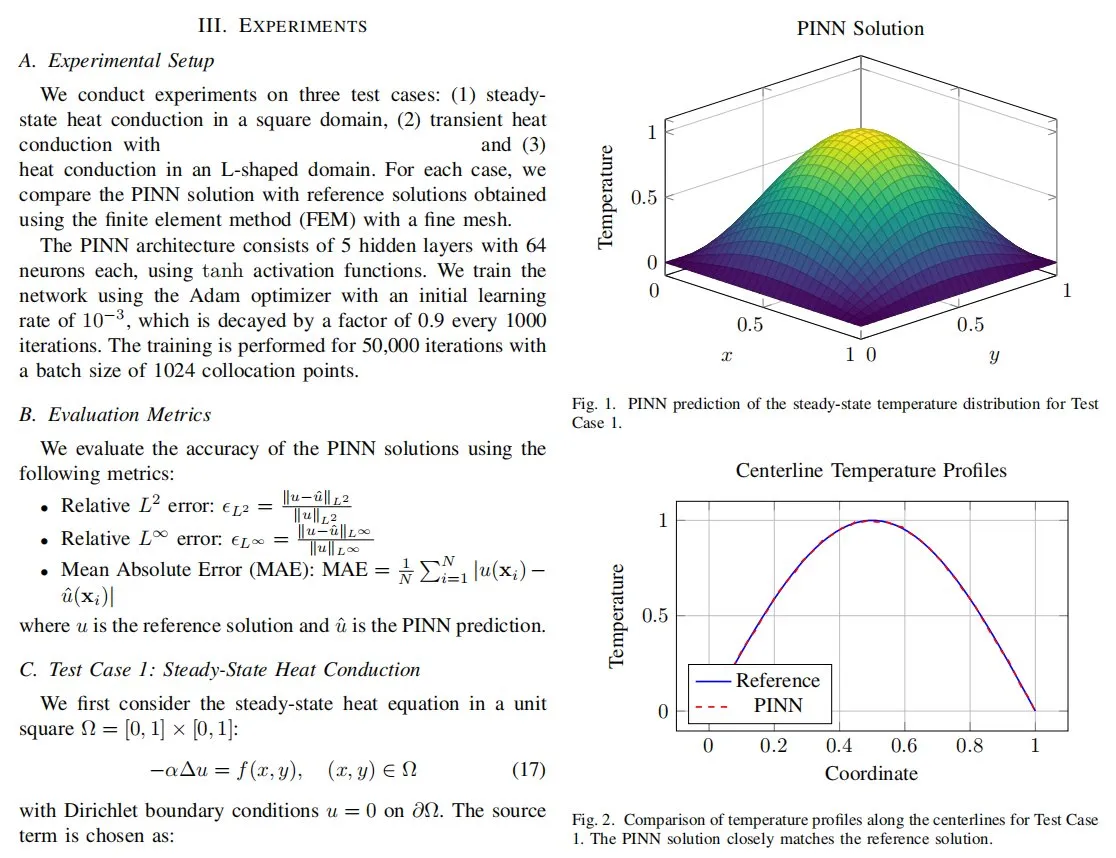 III. EXPERIMENTS
A. Experimental Setup
We conduct experiments on three test cases: (1) steady-
state heat conduction in a square domain, (2) transient heat
conduction with and (3)
heat conduction in an L-shaped domain. For each case, we
compare the PINN solution with reference solutions obtained
using the finite element method (FEM) with a fine mesh.
The PINN architecture consists of 5 hidden layers with 64
neurons each, using tanh activation functions. We train the
network using the Adam optimizer with an initial learning
rate of 10⁻³, which is decayed by a factor of 0.9 every 1000
iterations. The training is performed for 50,000 iterations with
a batch size of 1024 collocation points.
B. Evaluation Metrics
We evaluate the accuracy of the PINN solutions using the
following metrics:
• Relative L² error: ϵ_{L²} = ‖u−û‖_{L²} / ‖u‖_{L²}
• Relative L^∞ error: ϵ_{L^∞} = ‖u−û‖_{L^∞} / ‖u‖_{L^∞}
• Mean Absolute Error (MAE): MAE = 1/N ∑_{i=1}^{N} |u(𝐱_i) −
û(𝐱_i)|
where u is the reference solution and û is the PINN prediction.
C. Test Case 1: Steady-State Heat Conduction
We first consider the steady-state heat equation in a unit
square Ω = [0, 1] × [0, 1]:
−αΔu = f(x, y), (x, y) ∈ Ω (17)
with Dirichlet boundary conditions u = 0 on ∂Ω. The source
term is chosen as:
PINN Solution
Temperature
1
0.5
0
0
0.5
1
x
0
0.5
1
y
Fig. 1. PINN prediction of the steady-state temperature distribution for Test
Case 1.
Centerline Temperature Profiles
Temperature
1
0.5
0
Reference
PINN
0 0.2 0.4 0.6 0.8 1
Coordinate
Fig. 2. Comparison of temperature profiles along the centerlines for Test Case
1. The PINN solution closely matches the reference solution.